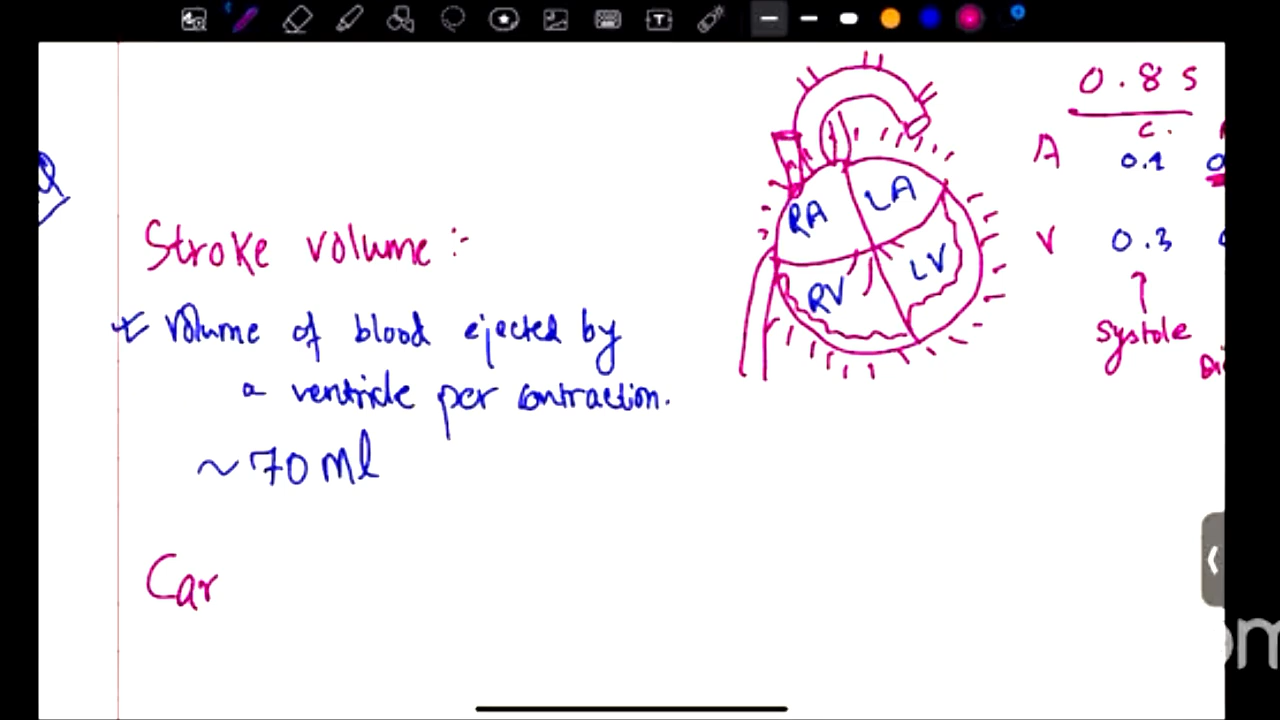 0.8 s
C.
A 0.1
RA LA
Stroke volume :-
V 0.3
RV LV
Volume of blood ejected by
systole
a ventricle per contraction.
~70 ml
Car
om